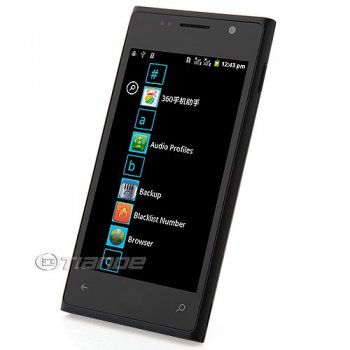 12:43 pm
#
360手机助手
a
Audio Profiles
b
Backup
Blacklist Number
Browser
c